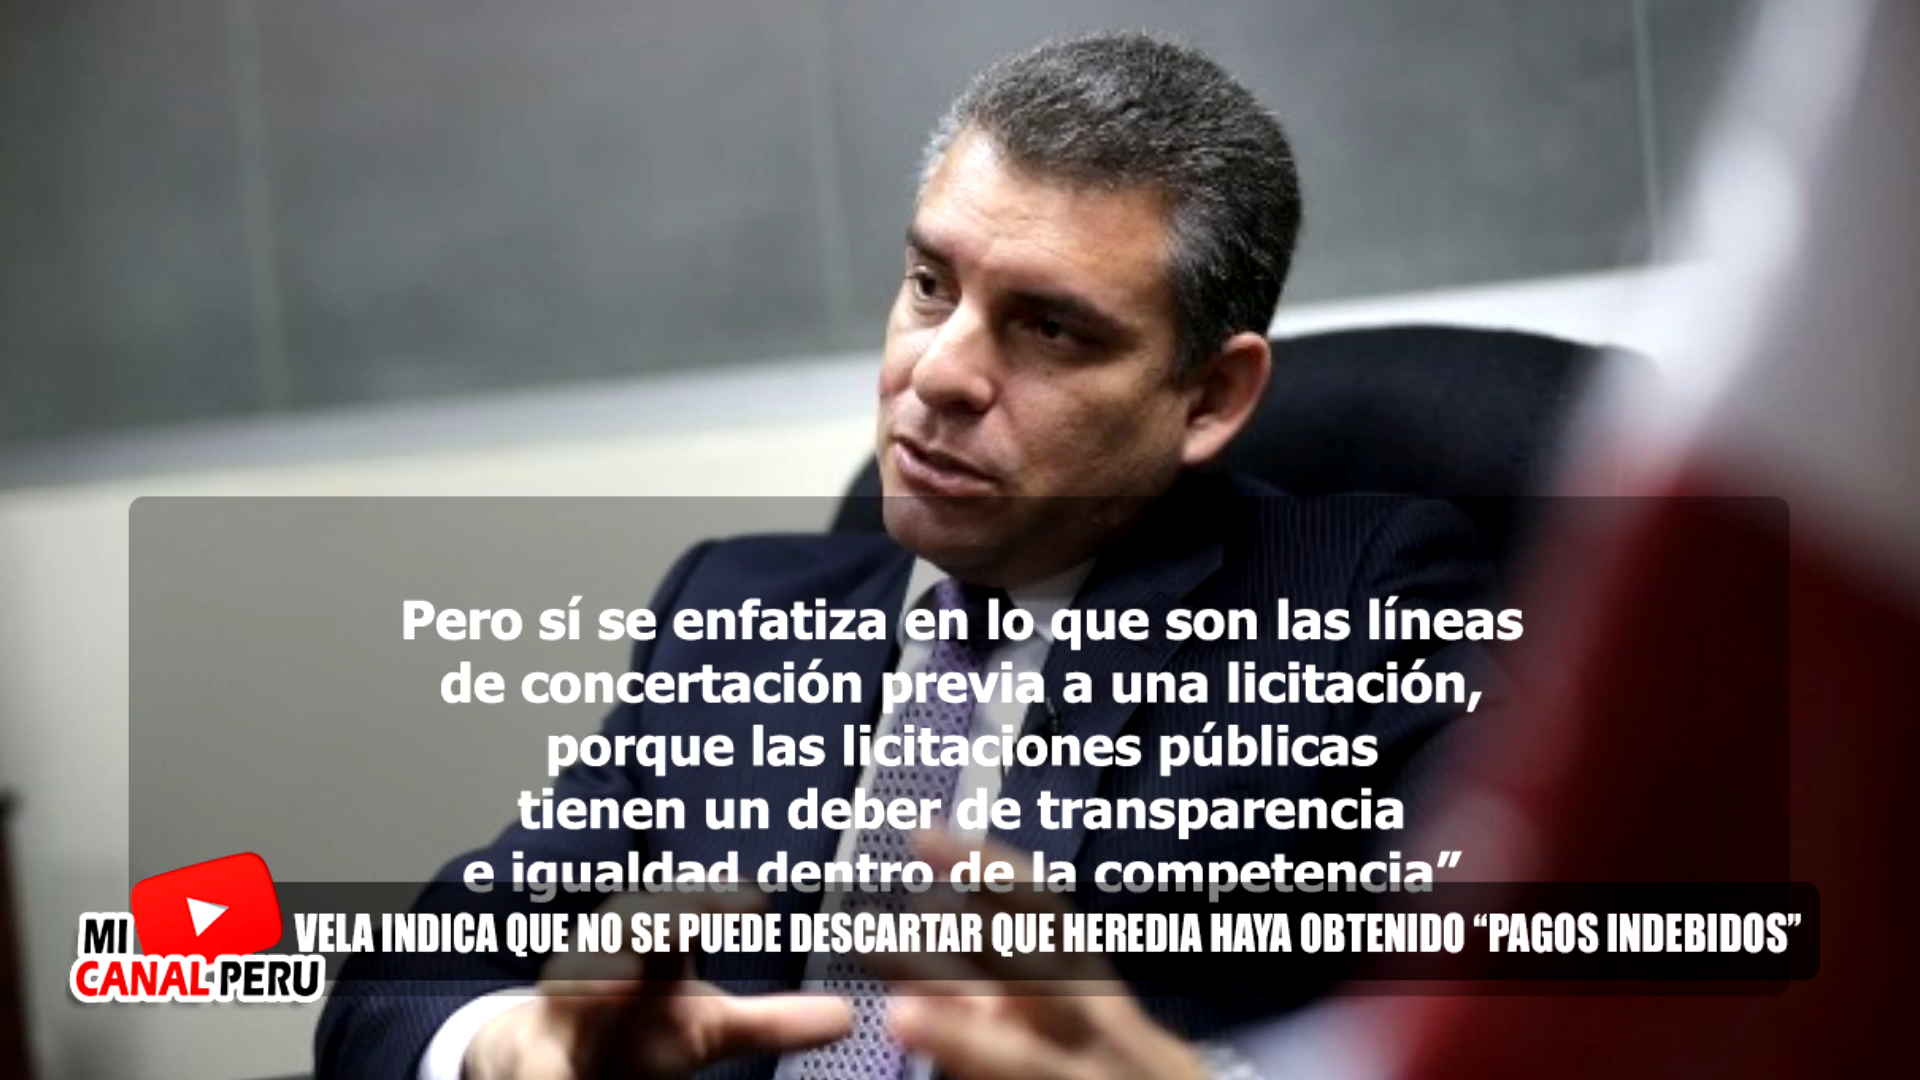 Pero sí se enfatiza en lo que son las líneas
de concertación previa a una licitación,
porque las licitaciones públicas
tienen un deber de transparencia
e igualdad dentro de la competencia”
MI
CANAL PERU
VELA INDICA QUE NO SE PUEDE DESCARTAR QUE HEREDIA HAYA OBTENIDO “PAGOS INDEBIDOS”